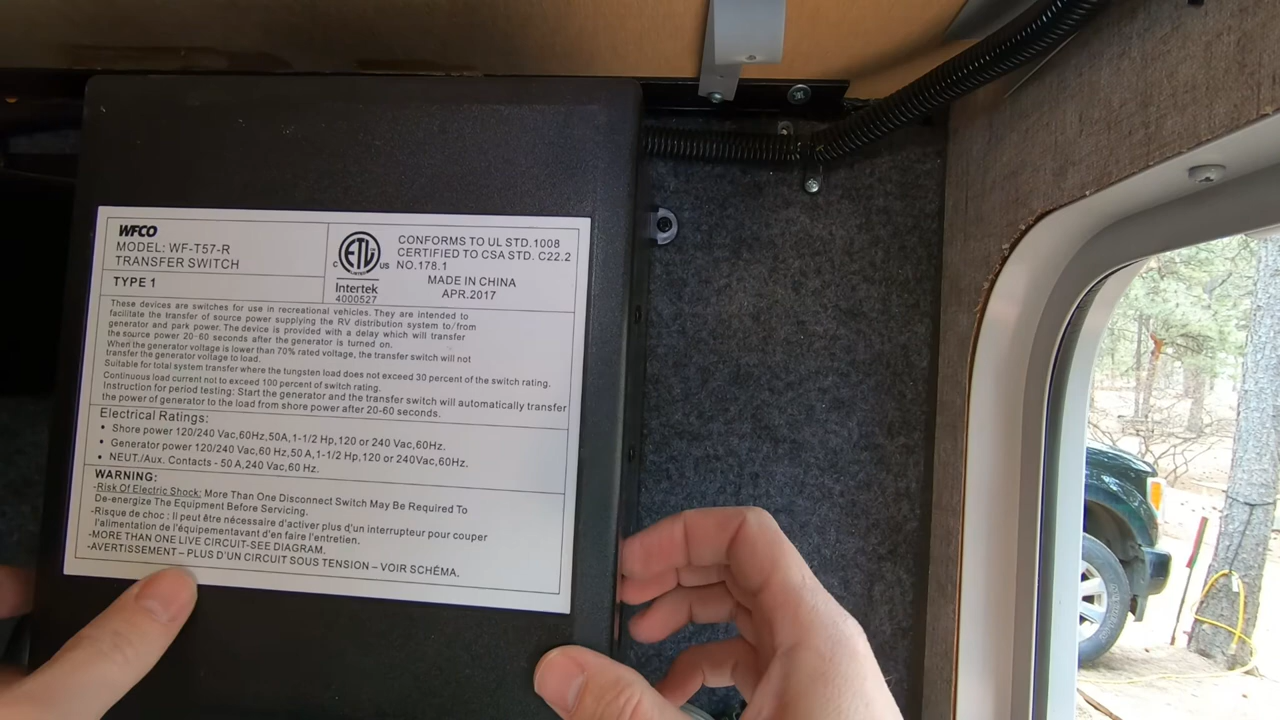 WFCO
MODEL: WF-T57-R
TRANSFER SWITCH
TYPE 1
ETL
C US
LISTED
Intertek
4000527
CONFORMS TO UL STD.1008
CERTIFIED TO CSA STD. C22.2
NO.178.1
MADE IN CHINA
APR.2017
These devices are switches for use in recreational vehicles. They are intended to
facilitate the transfer of source power supplying the RV distribution system to/from
generator and park power. The device is provided with a delay which will transfer
the source power 20-60 seconds after the generator is turned on.
When the generator voltage is lower than 70% rated voltage, the transfer switch will not
transfer the generator voltage to load.
Suitable for total system transfer where the tungsten load does not exceed 30 percent of the switch rating.
Continuous load current not to exceed 100 percent of switch rating.
Instruction for period testing: Start the generator and the transfer switch will automatically transfer
the power of generator to the load from shore power after 20-60 seconds.
Electrical Ratings:
• Shore power 120/240 Vac,60Hz,50A,1-1/2 Hp,120 or 240 Vac,60Hz.
• Generator power 120/240 Vac,60 Hz,50 A,1-1/2 Hp,120 or 240Vac,60Hz.
• NEUT./Aux. Contacts - 50 A,240 Vac,60 Hz.
WARNING:
-Risk Of Electric Shock: More Than One Disconnect Switch May Be Required To
De-energize The Equipment Before Servicing.
-Risque de choc : Il peut être nécessaire d'activer plus d'un interrupteur pour couper
l'alimentation de l'équipementavant d'en faire l'entretien.
-MORE THAN ONE LIVE CIRCUIT-SEE DIAGRAM.
-AVERTISSEMENT – PLUS D'UN CIRCUIT SOUS TENSION – VOIR SCHÉMA.